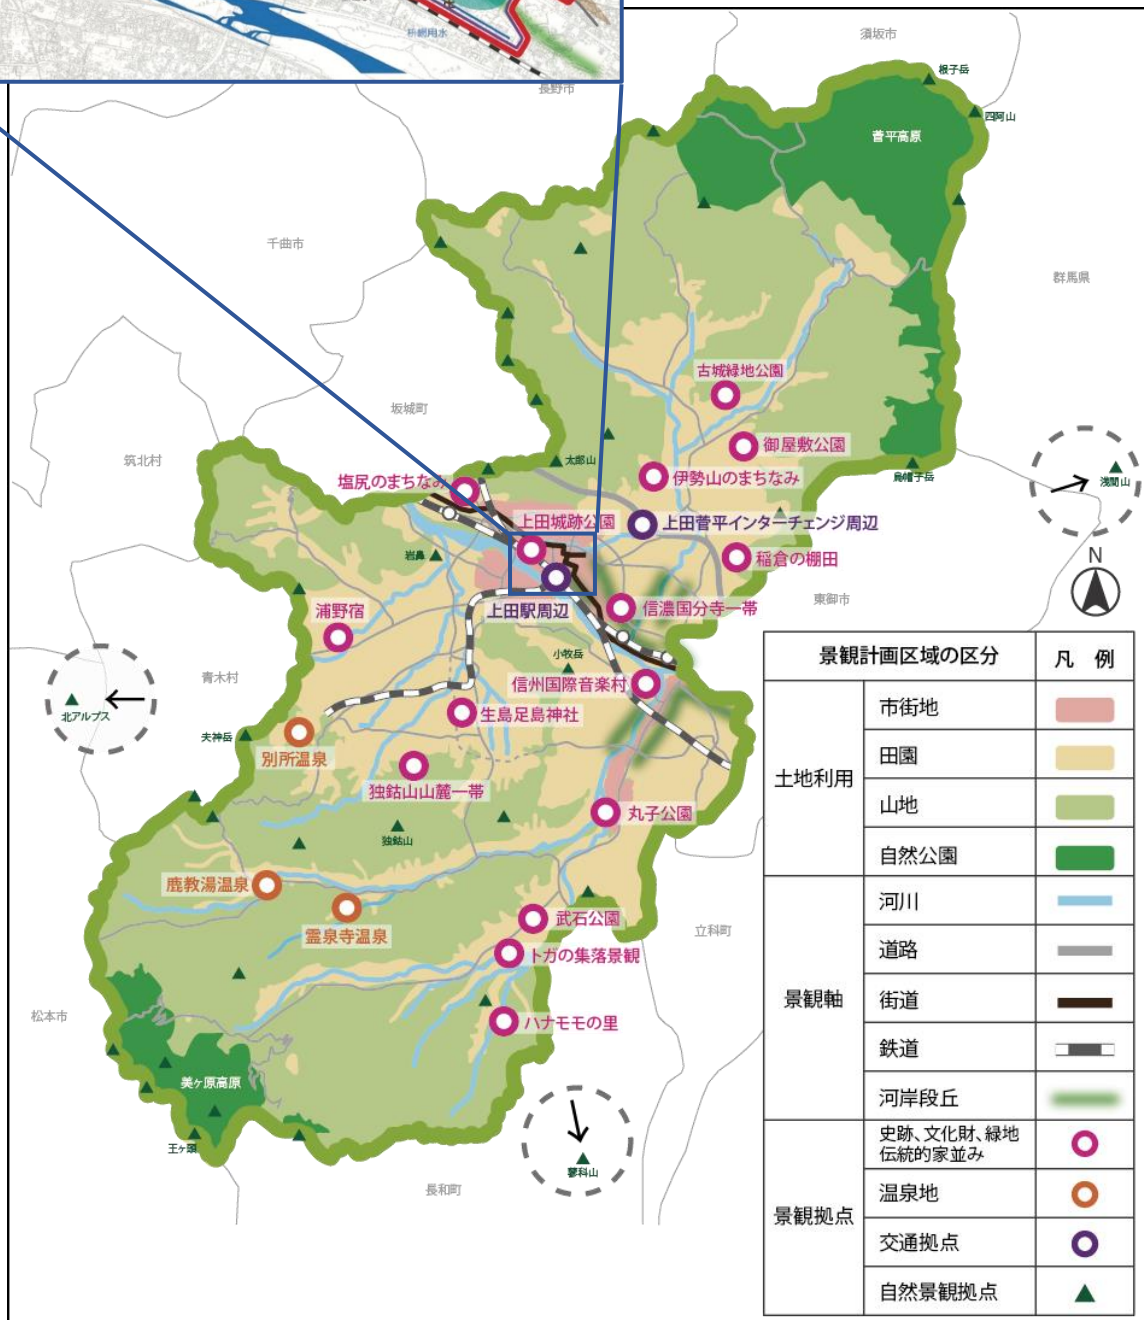 須坂市
根子岳
長野市
四阿山
菅平高原
千曲市
群馬県
古城緑地公園
坂城町
御屋敷公園
筑北村
太郎山
伊勢山のまちなみ
烏帽子岳
浅間山
塩尻のまちなみ
上田城跡公園
上田菅平インターチェンジ周辺
岩鼻
稲倉の棚田
N
浦野宿
上田駅周辺
信濃国分寺一帯
東御市
小牧岳
青木村
信州国際音楽村
北アルプス
生島足島神社
夫神岳
別所温泉
独鈷山山麓一帯
丸子公園
独鈷山
鹿教湯温泉
霊泉寺温泉
武石公園
立科町
トガの集落景観
松本市
ハナモモの里
美ヶ原高原
王ヶ頭
蓼科山
長和町
景観計画区域の区分 凡 例
土地利用
市街地
田園
山地
自然公園
景観軸
河川
道路
街道
鉄道
河岸段丘
景観拠点
史跡、文化財、緑地
伝統的家並み
温泉地
交通拠点
自然景観拠点